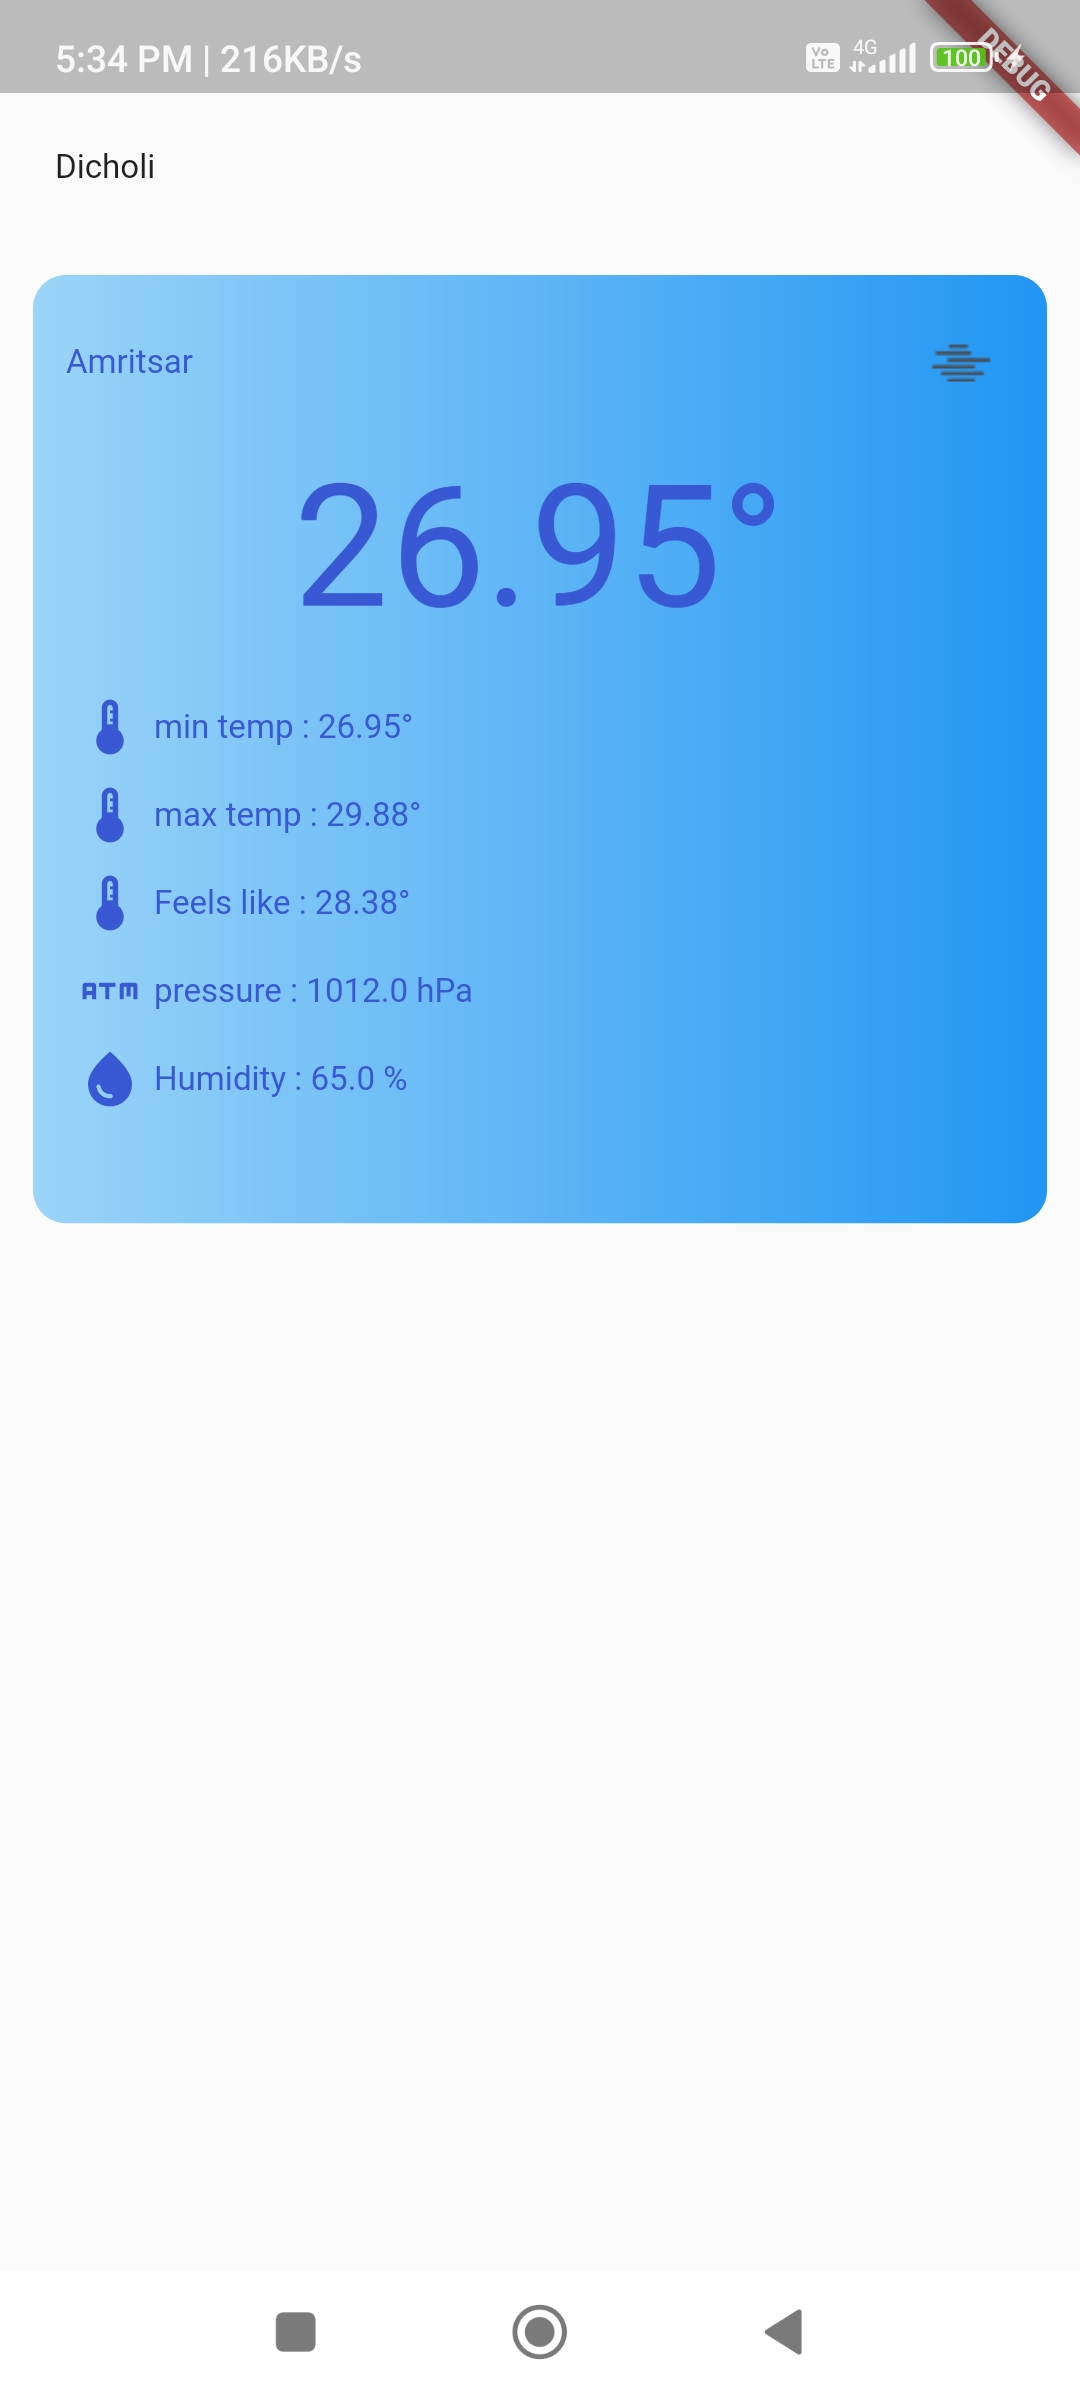 5:34 PM | 216KB/s
Vo LTE 4G 100
DEBUG
Dicholi
Amritsar
26.95°
min temp : 26.95°
max temp : 29.88°
Feels like : 28.38°
ATM pressure : 1012.0 hPa
Humidity : 65.0 %